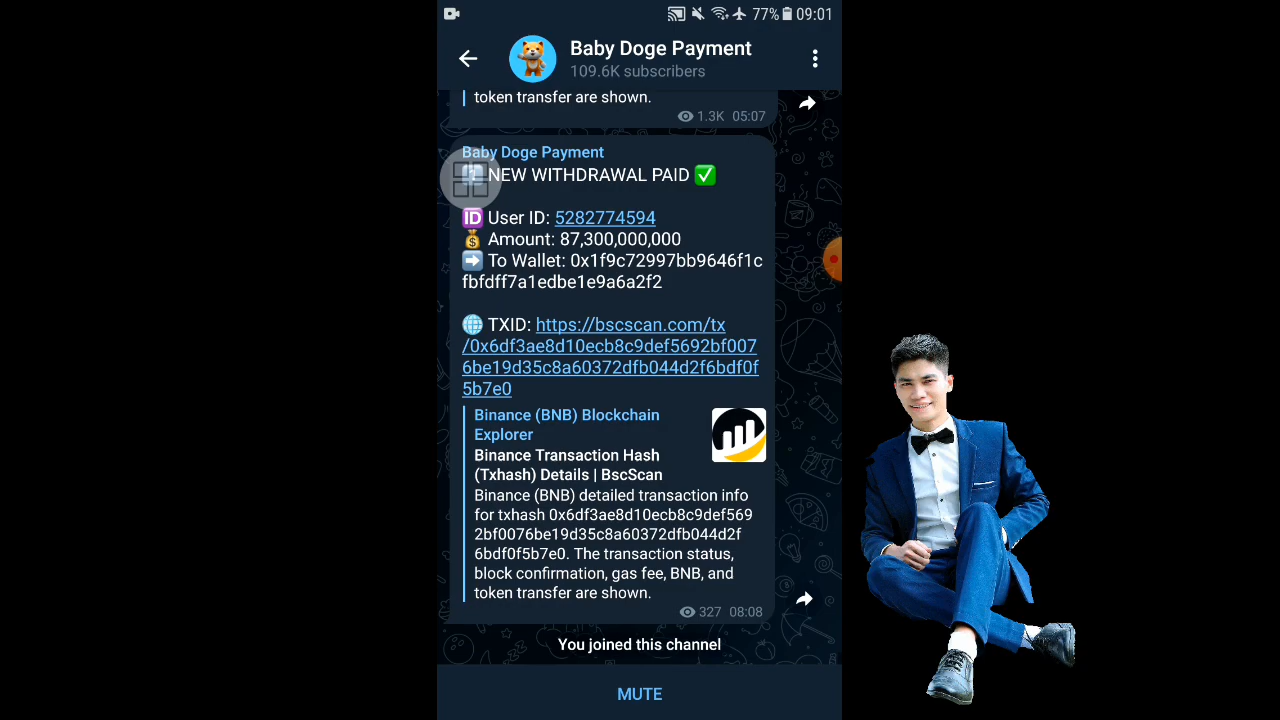 77% 09:01
Baby Doge Payment
109.6K subscribers
token transfer are shown.
1.3K 05:07
Baby Doge Payment
NEW WITHDRAWAL PAID ✅
🆔 User ID: 5282774594
💰 Amount: 87,300,000,000
➡️ To Wallet: 0x1f9c72997bb9646f1c
fbfdff7a1edbe1e9a6a2f2
🌐 TXID: https://bscscan.com/tx
/0x6df3ae8d10ecb8c9def5692bf007
6be19d35c8a60372dfb044d2f6bdf0f
5b7e0
Binance (BNB) Blockchain
Explorer
Binance Transaction Hash
(Txhash) Details | BscScan
Binance (BNB) detailed transaction info
for txhash 0x6df3ae8d10ecb8c9def569
2bf0076be19d35c8a60372dfb044d2f
6bdf0f5b7e0. The transaction status,
block confirmation, gas fee, BNB, and
token transfer are shown.
327 08:08
You joined this channel
MUTE